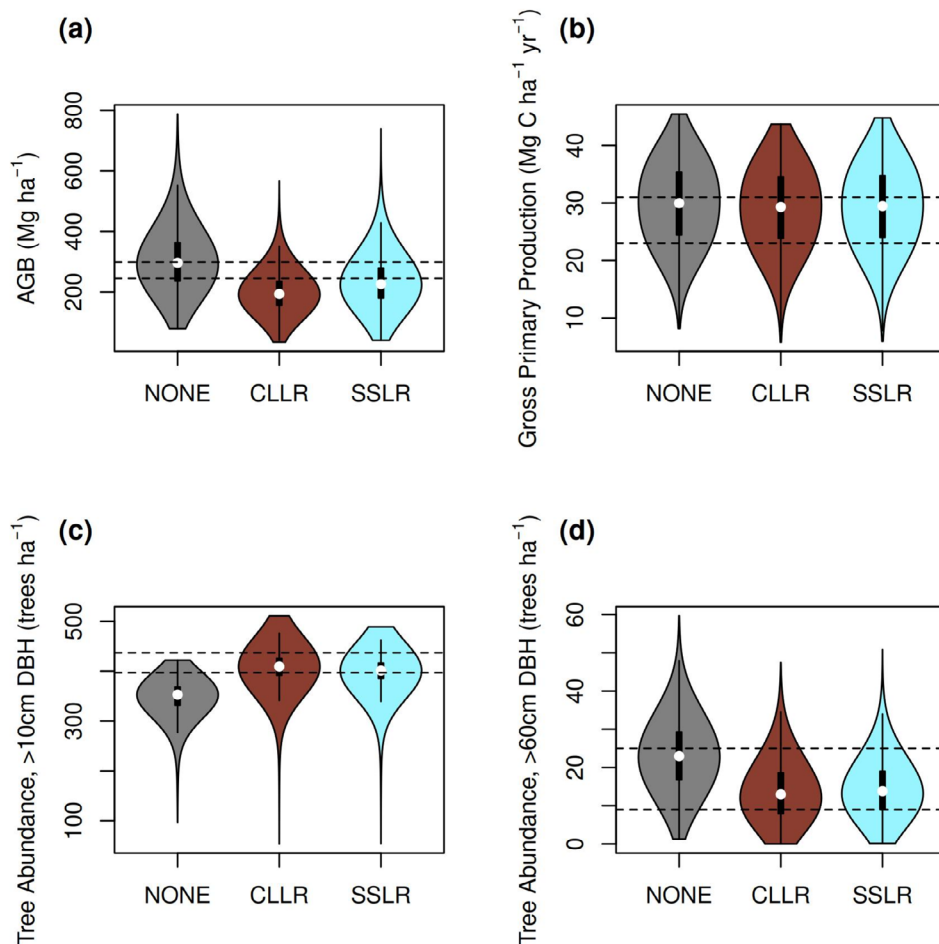 (a)
AGB (Mg ha⁻¹)
800
600
400
200
NONE CLLR SSLR
(b)
Gross Primary Production (Mg C ha⁻¹ yr⁻¹)
40
30
20
10
NONE CLLR SSLR
(c)
Tree Abundance, >10cm DBH (trees ha⁻¹)
500
300
100
NONE CLLR SSLR
(d)
Tree Abundance, >60cm DBH (trees ha⁻¹)
60
40
20
0
NONE CLLR SSLR